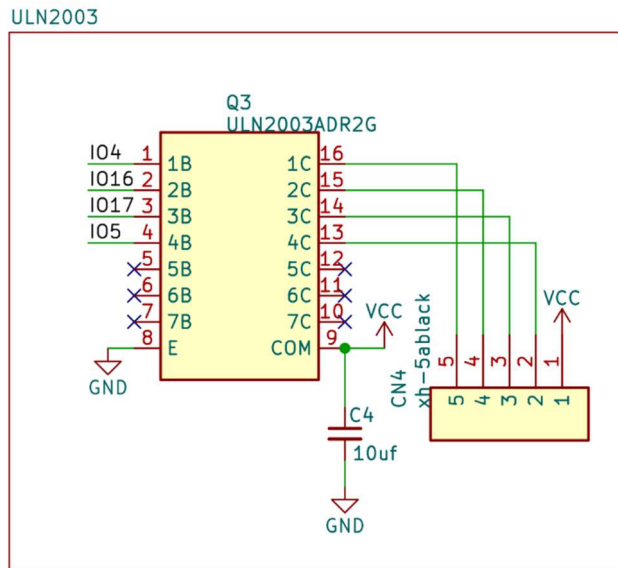 ULN2003
Q3
ULN2003ADR2G
IO4 1 1B 1C 16
IO16 2 2B 2C 15
IO17 3 3B 3C 14
IO5 4 4B 4C 13
5 5B 5C 12
6 6B 6C 11
7 7B 7C 10
8 E COM 9
GND
VCC
C4
10uf
GND
CN4
xh-5ablack
VCC
5 4 3 2 1
5 4 3 2 1